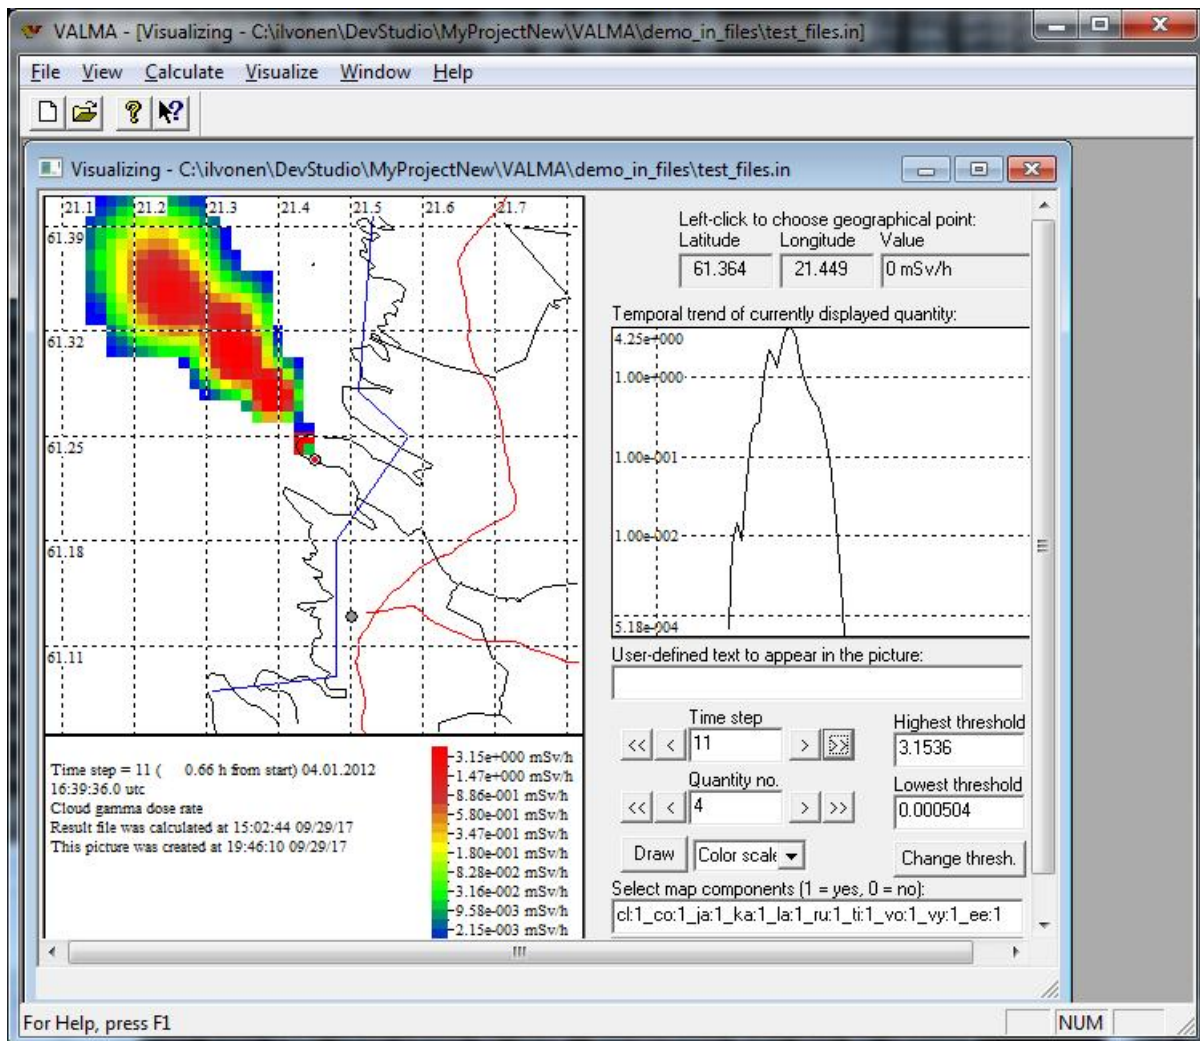 VALMA - [Visualizing - C:\ilvonen\DevStudio\MyProjectNew\VALMA\demo_in_files\test_files.in]
File View Calculate Visualize Window Help
Visualizing - C:\ilvonen\DevStudio\MyProjectNew\VALMA\demo_in_files\test_files.in
21.1 21.2 21.3 21.4 21.5 21.6 21.7
61.39
61.32
61.25
61.18
61.11
Left-click to choose geographical point:
Latitude Longitude Value
61.364 21.449 0 mSv/h
Temporal trend of currently displayed quantity:
4.25e+000
1.00e+000
1.00e-001
1.00e-002
5.18e-004
User-defined text to appear in the picture:
Time step
<< < 11 > >>
Highest threshold
3.1536
Quantity no.
<< < 4 > >>
Lowest threshold
0.000504
Draw Color scale Change thresh.
Select map components (1 = yes, 0 = no):
cl:1_co:1_ja:1_ka:1_la:1_ru:1_ti:1_vo:1_vy:1_ee:1
Time step = 11 ( 0.66 h from start) 04.01.2012
16:39:36.0 utc
Cloud gamma dose rate
Result file was calculated at 15:02:44 09/29/17
This picture was created at 19:46:10 09/29/17
3.15e+000 mSv/h
1.47e+000 mSv/h
8.86e-001 mSv/h
5.80e-001 mSv/h
3.47e-001 mSv/h
1.80e-001 mSv/h
8.28e-002 mSv/h
3.16e-002 mSv/h
9.58e-003 mSv/h
2.15e-003 mSv/h
For Help, press F1
NUM